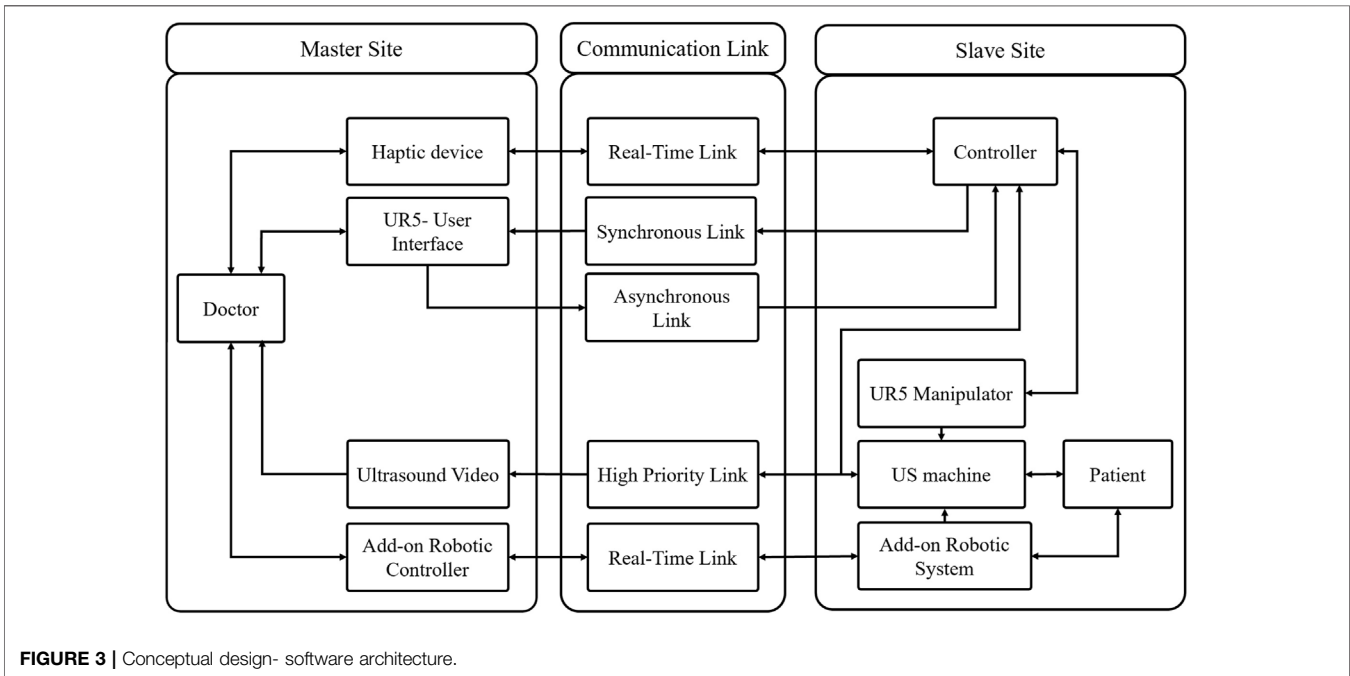 Master Site
Communication Link
Slave Site
Haptic device
Real-Time Link
Controller
UR5- User
Interface
Synchronous Link
Doctor
Asynchronous
Link
UR5 Manipulator
Ultrasound Video
High Priority Link
US machine
Patient
Add-on Robotic
Controller
Real-Time Link
Add-on Robotic
System
FIGURE 3 | Conceptual design- software architecture.